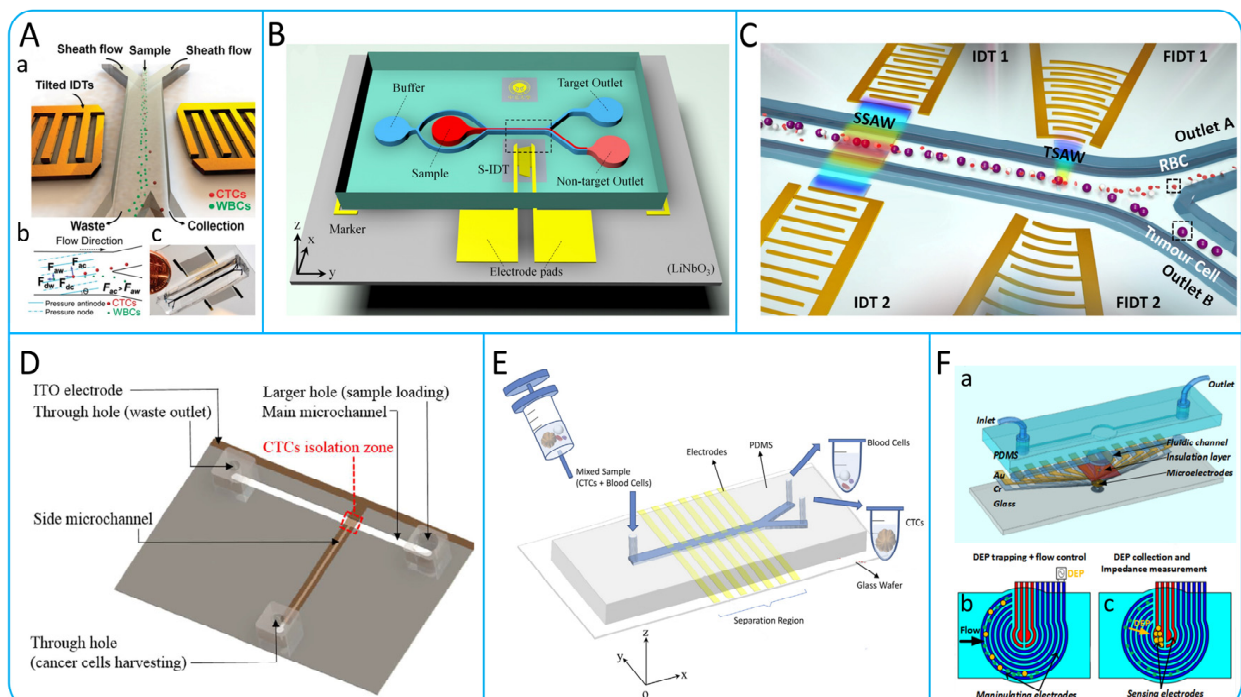 A
Sheath flow
Sample
Sheath flow
a
Tilted IDTs
CTCs
WBCs
Waste
Collection
b
Flow Direction
c
Faw
Fac
Fdw
Fdc
Θ
Fac > Faw
Pressure antinode
CTCs
Pressure node
WBCs
B
Buffer
Target Outlet
Sample
S-IDT
Non-target Outlet
Marker
z
x
y
Electrode pads
(LiNbO3)
C
IDT 1
FIDT 1
SSAW
TSAW
Outlet A
RBC
Tumour Cell
Outlet B
IDT 2
FIDT 2
D
ITO electrode
Through hole (waste outlet)
Larger hole (sample loading)
Main microchannel
CTCs isolation zone
Side microchannel
Through hole
(cancer cells harvesting)
E
Mixed Sample
(CTCs + Blood Cells)
Electrodes
PDMS
Blood
Cells
CTCs
Glass Wafer
Separation Region
z
y
x
o
F
a
Outlet
Inlet
PDMS
Fluidic channel
Insulation layer
Microelectrodes
Au
Cr
Glass
DEP trapping + flow control
DEP
DEP collection and
Impedance measurement
b
Flow
c
DEP
Manipulating electrodes
Sensing electrodes